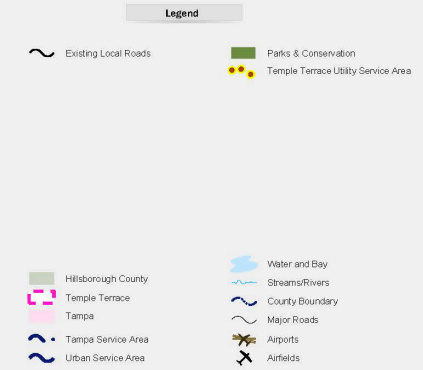 Legend
Existing Local Roads
Parks & Conservation
Temple Terrace Utility Service Area
Hillsborough County
Temple Terrace
Tampa
Tampa Service Area
Urban Service Area
Water and Bay
Streams/Rivers
County Boundary
Major Roads
Airports
Airfields